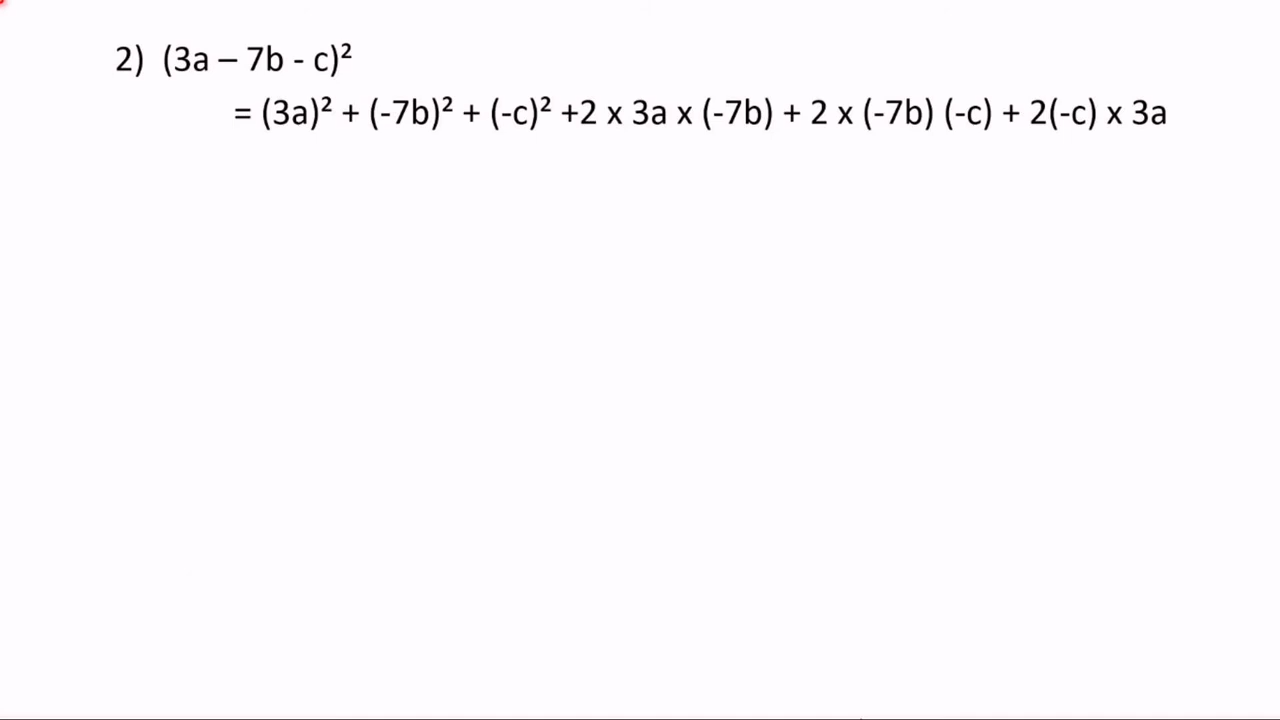 2) (3a – 7b - c)²
= (3a)² + (-7b)² + (-c)² +2 x 3a x (-7b) + 2 x (-7b) (-c) + 2(-c) x 3a